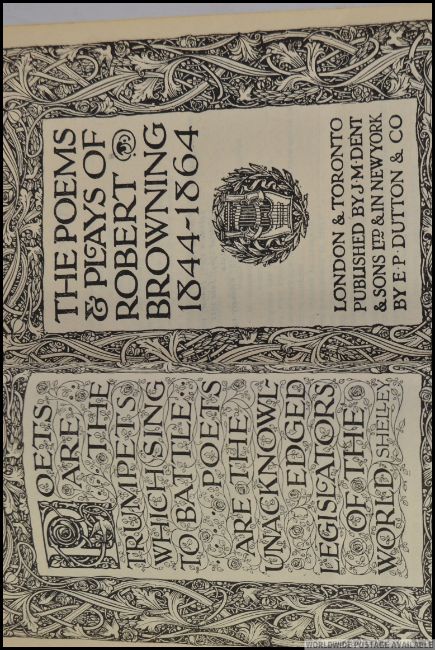 POETS
ARE
THE
TRUMPETS
WHICH SING
TO BATTLE
POETS
ARE THE
UNACKNOWL-
EDGED
LEGISLATORS
OF THE
WORLD SHELLEY
THE POEMS
& PLAYS OF
ROBERT
BROWNING
1844-1864
LONDON & TORONTO
PUBLISHED BY J·M·DENT
& SONS LTD & IN NEW YORK
BY E·P·DUTTON & CO
WORLDWIDE POSTAGE AVAILABLE